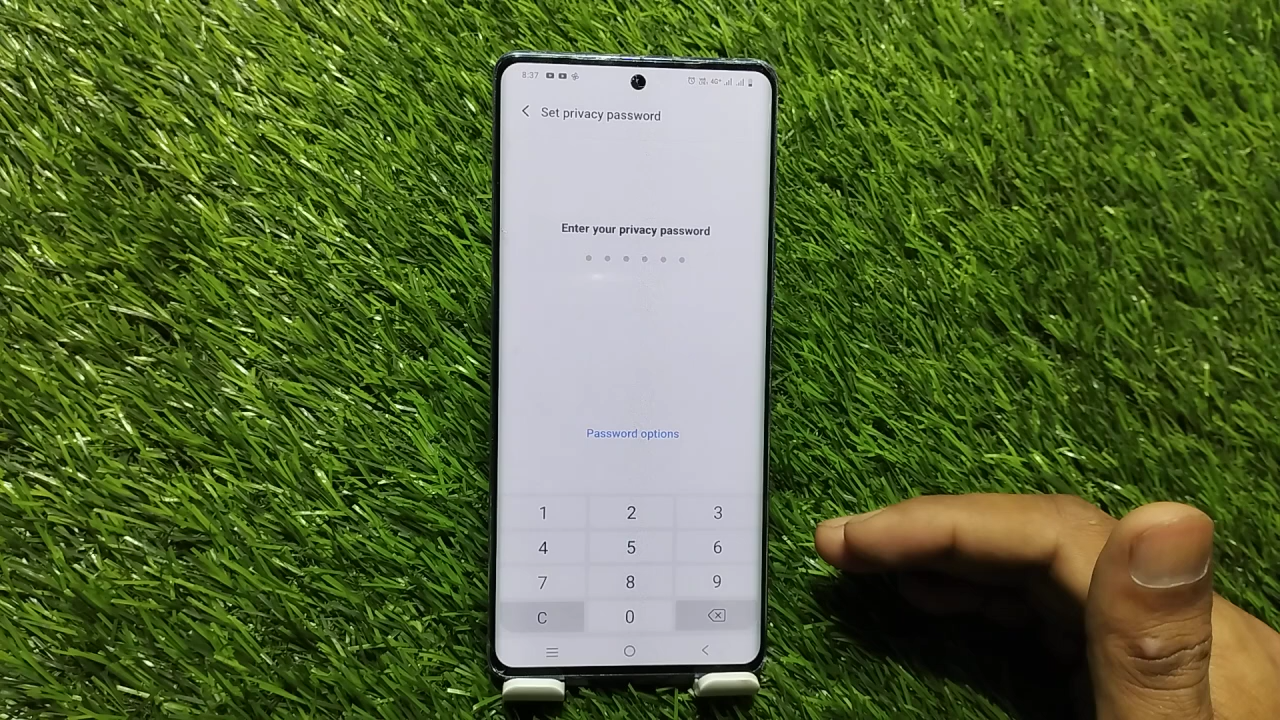 8:37 4G+
Set privacy password
Enter your privacy password
Password options
1 2 3
4 5 6
7 8 9
C 0